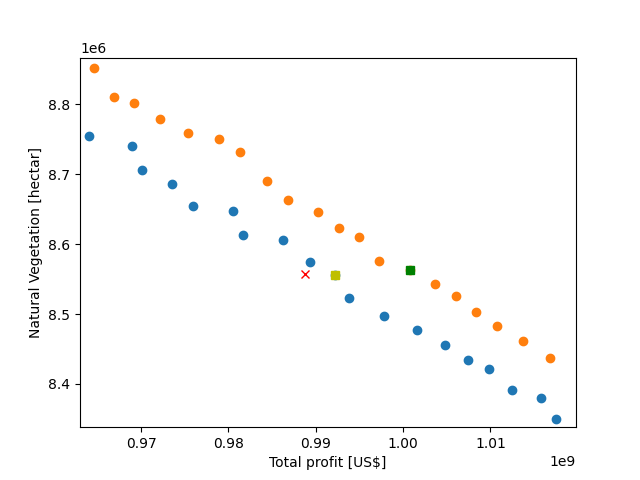 1e6
8.8
8.7
8.6
8.5
8.4
Natural Vegetation [hectar]
0.97 0.98 0.99 1.00 1.01
Total profit [US$]
1e9